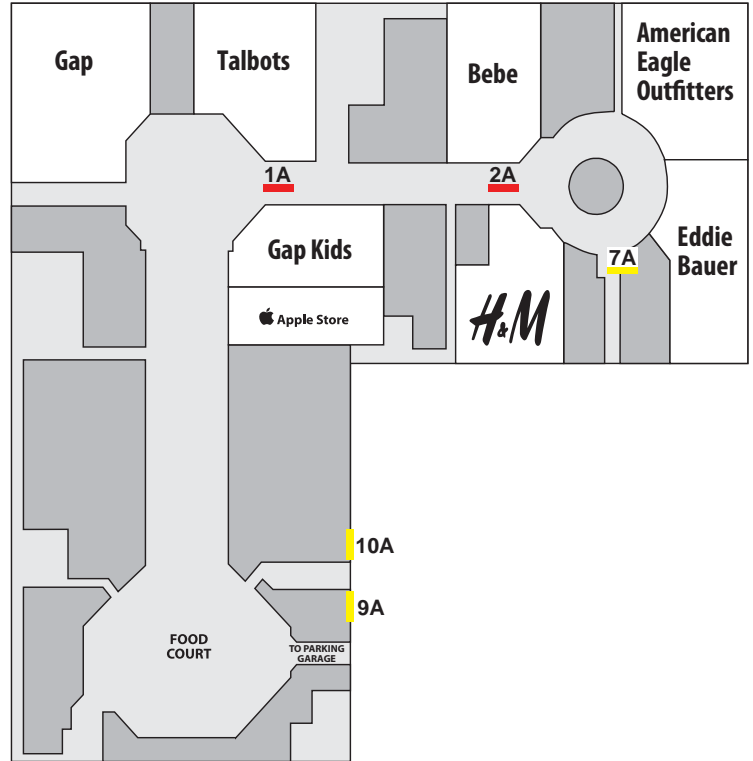 Gap
Talbots
Bebe
American
Eagle
Outfitters
1A
2A
Gap Kids
Eddie
Bauer
7A
Apple Store
H&M
10A
9A
FOOD
COURT
TO PARKING
GARAGE